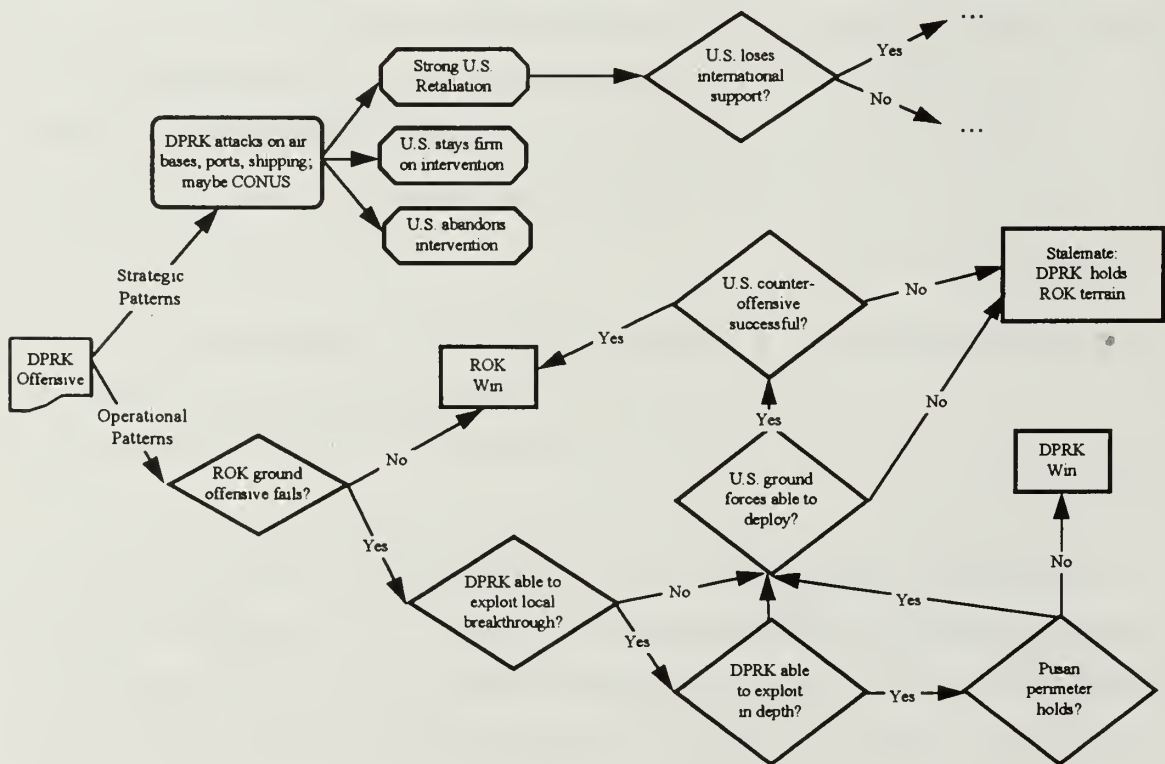 Strong U.S.
Retaliation
U.S. loses
international
support?
Yes
...
No
...
DPRK attacks on air
bases, ports, shipping;
maybe CONUS
U.S. stays firm
on intervention
U.S. abandons
intervention
Strategic
Patterns
DPRK
Offensive
Operational
Patterns
ROK ground
offensive fails?
No
ROK
Win
Yes
U.S. counter-
offensive
successful?
No
Stalemate:
DPRK holds
ROK terrain
Yes
No
U.S. ground
forces able to
deploy?
DPRK
Win
Yes
DPRK able to
exploit local
breakthrough?
No
Yes
DPRK able
to exploit
in depth?
Yes
Yes
No
Pusan
perimeter
holds?